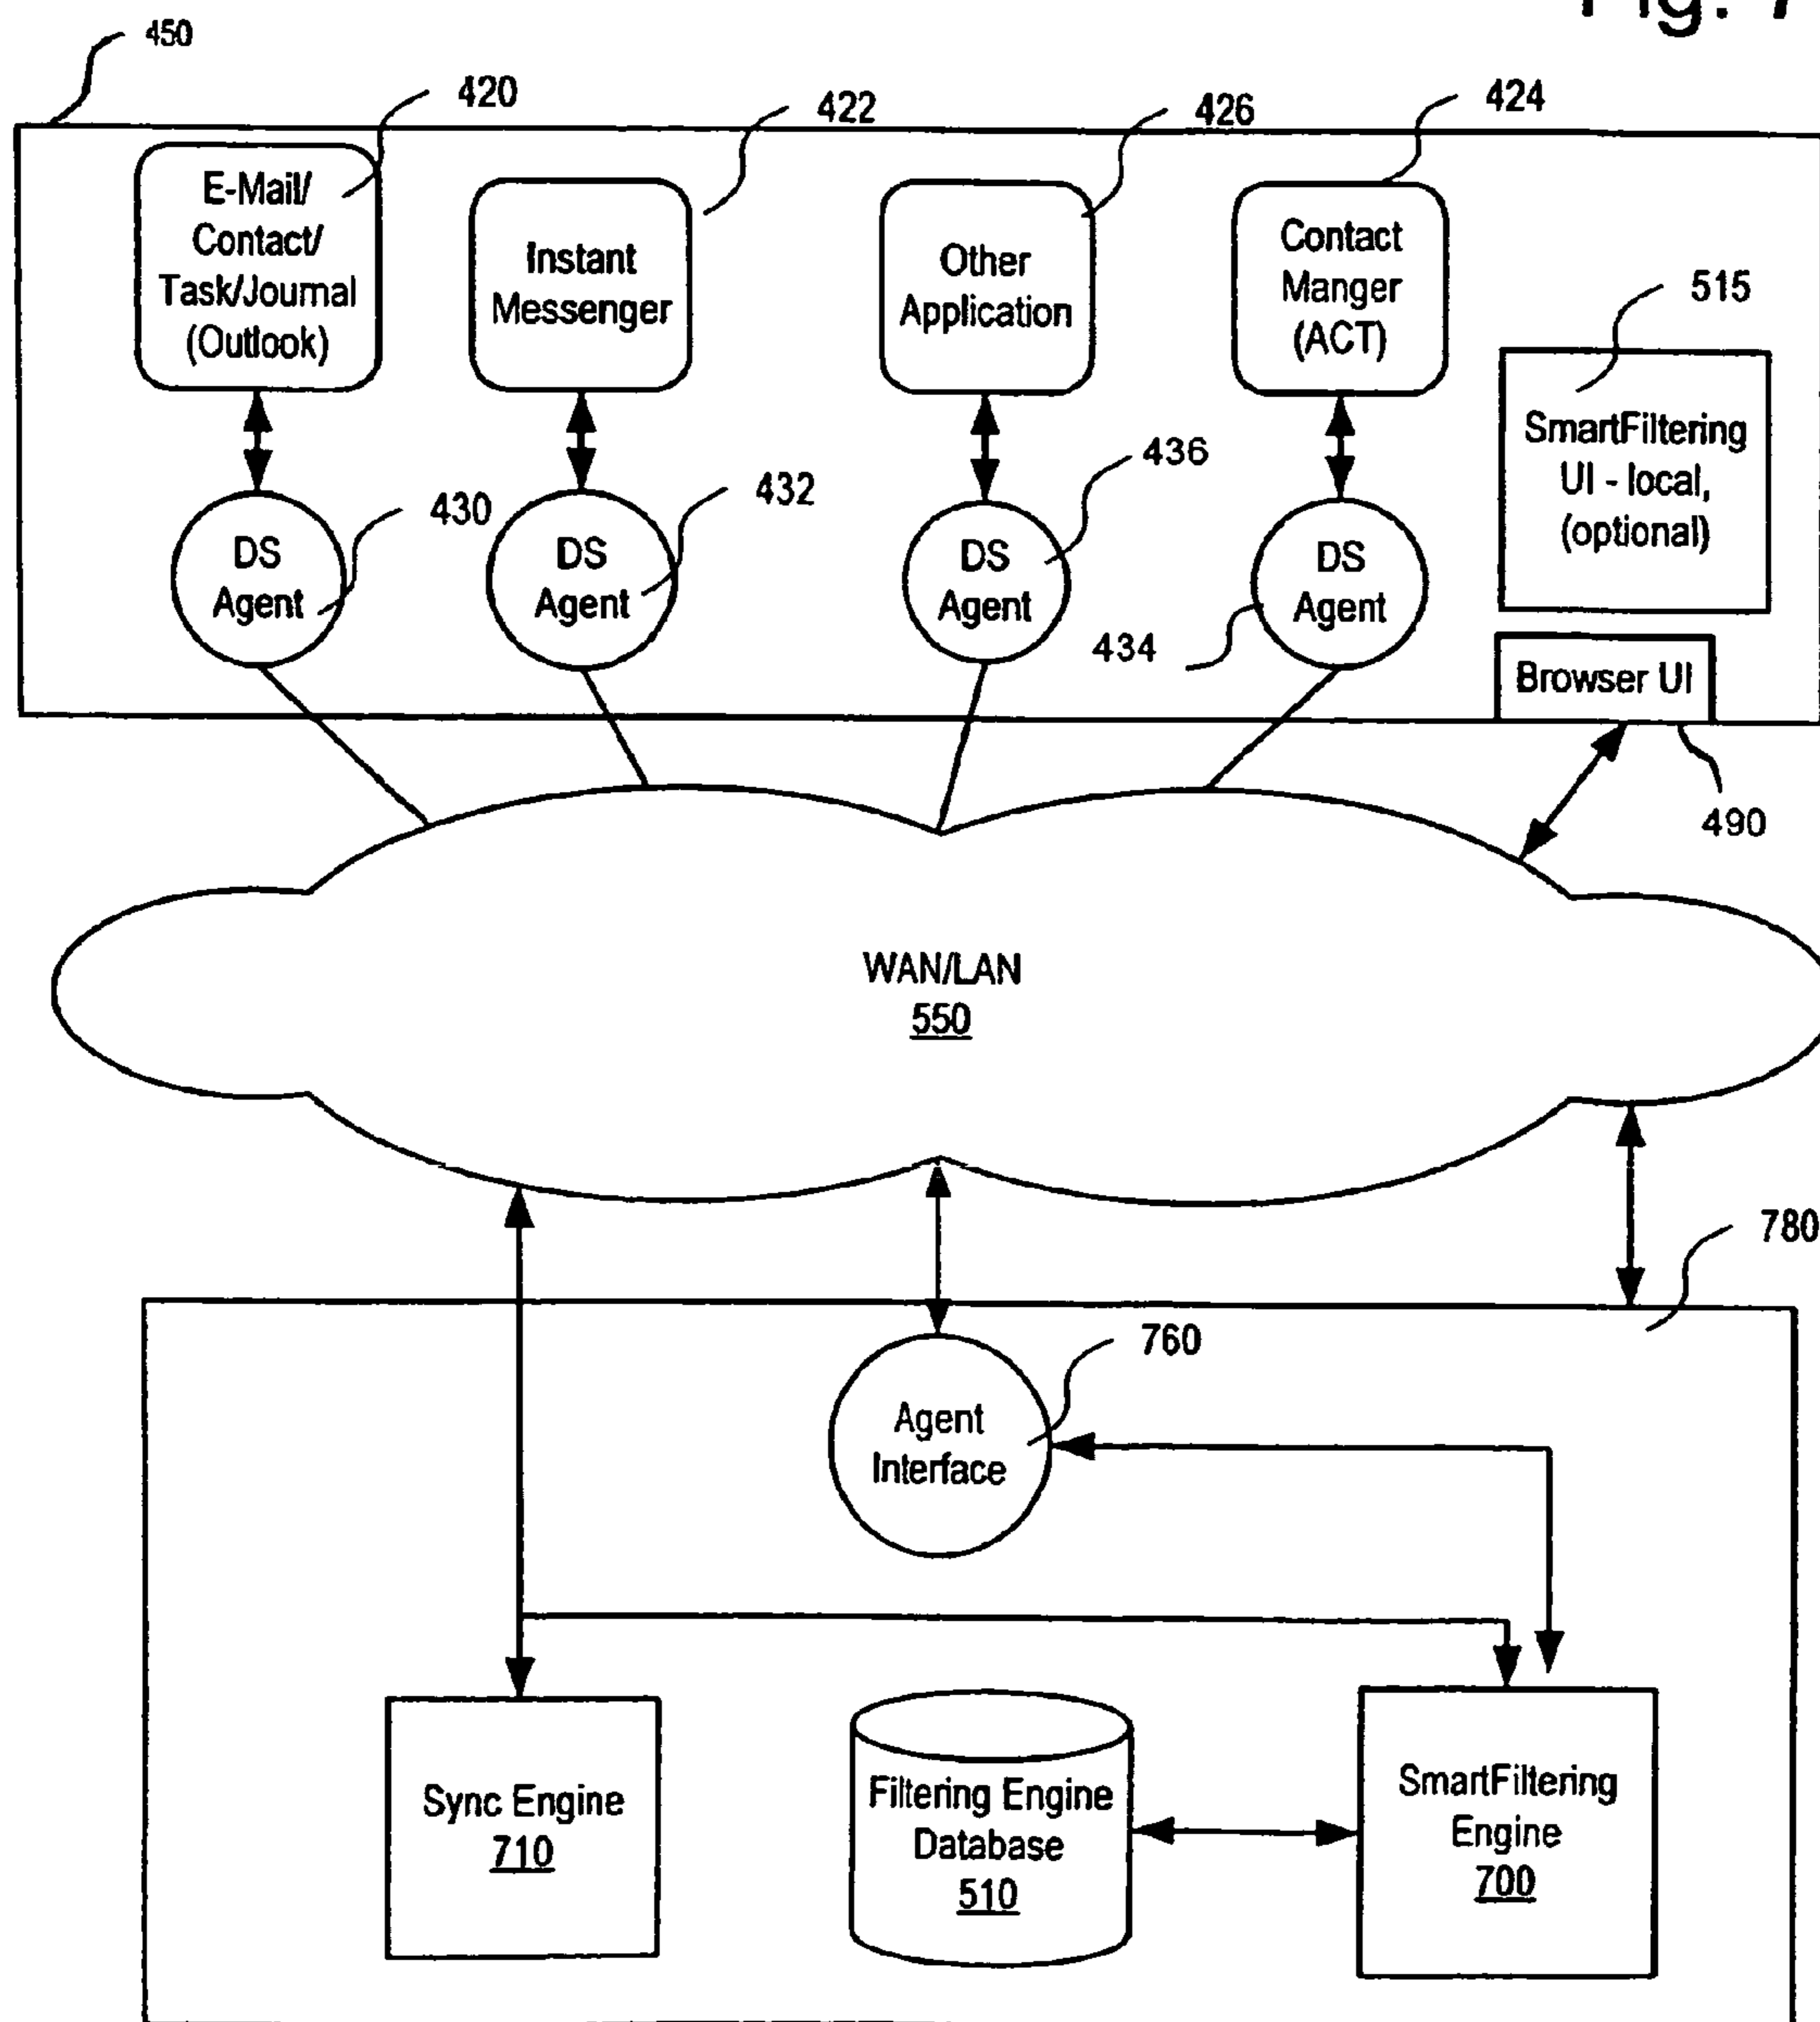 Fig. 7
450
420
422
426
424
E-Mail/
Contact/
Task/Journal
(Outlook)
Instant
Messenger
Other
Application
Contact
Manger
(ACT)
515
SmartFiltering
UI - local,
(optional)
430
432
436
434
DS
Agent
DS
Agent
DS
Agent
DS
Agent
Browser UI
490
WAN/LAN
550
780
760
Agent
Interface
Sync Engine
710
Filtering Engine
Database
510
SmartFiltering
Engine
700